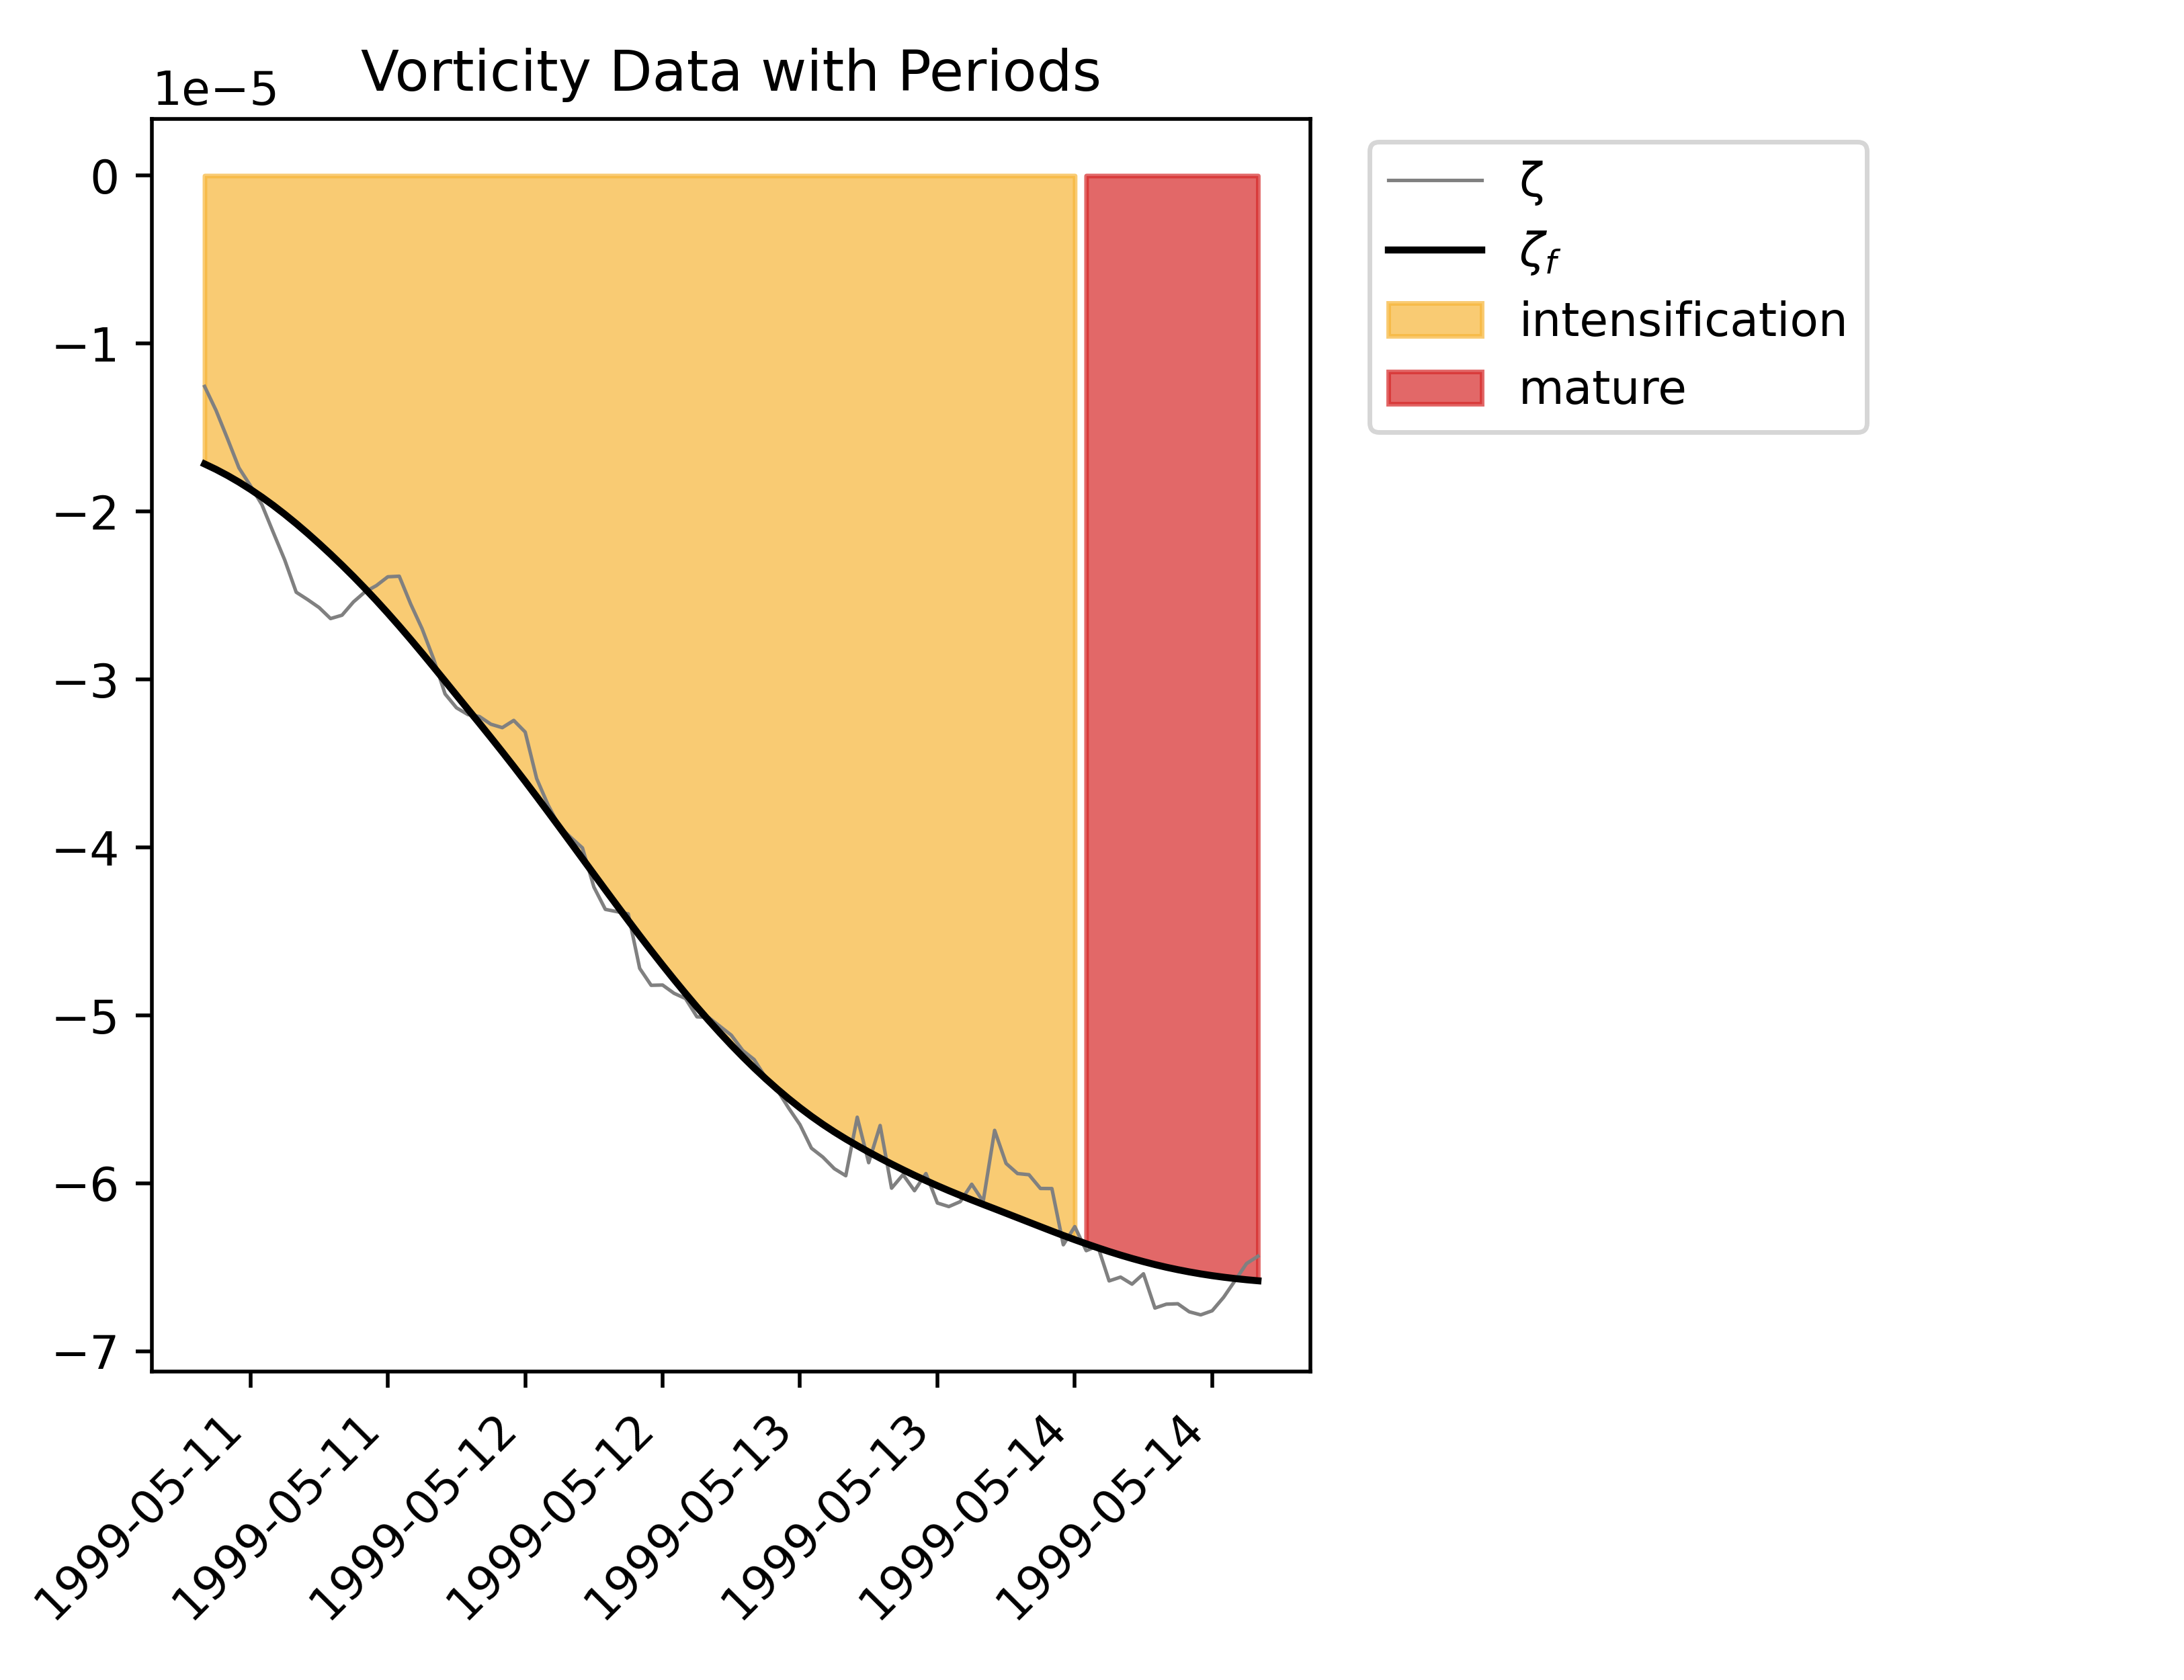 Vorticity Data with Periods
1e−5
0
−1
−2
−3
−4
−5
−6
−7
1999-05-11
1999-05-11
1999-05-12
1999-05-12
1999-05-13
1999-05-13
1999-05-14
1999-05-14
ζ
ζf
intensification
mature